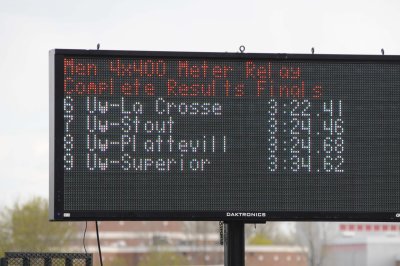 Men 4x400 Meter Relay
Complete Results Finals
6 Uw-La Crosse 3:22.41
7 Uw-Stout 3:24.46
8 Uw-Plattevill 3:24.68
9 Uw-Superior 3:34.62
DAKTRONICS